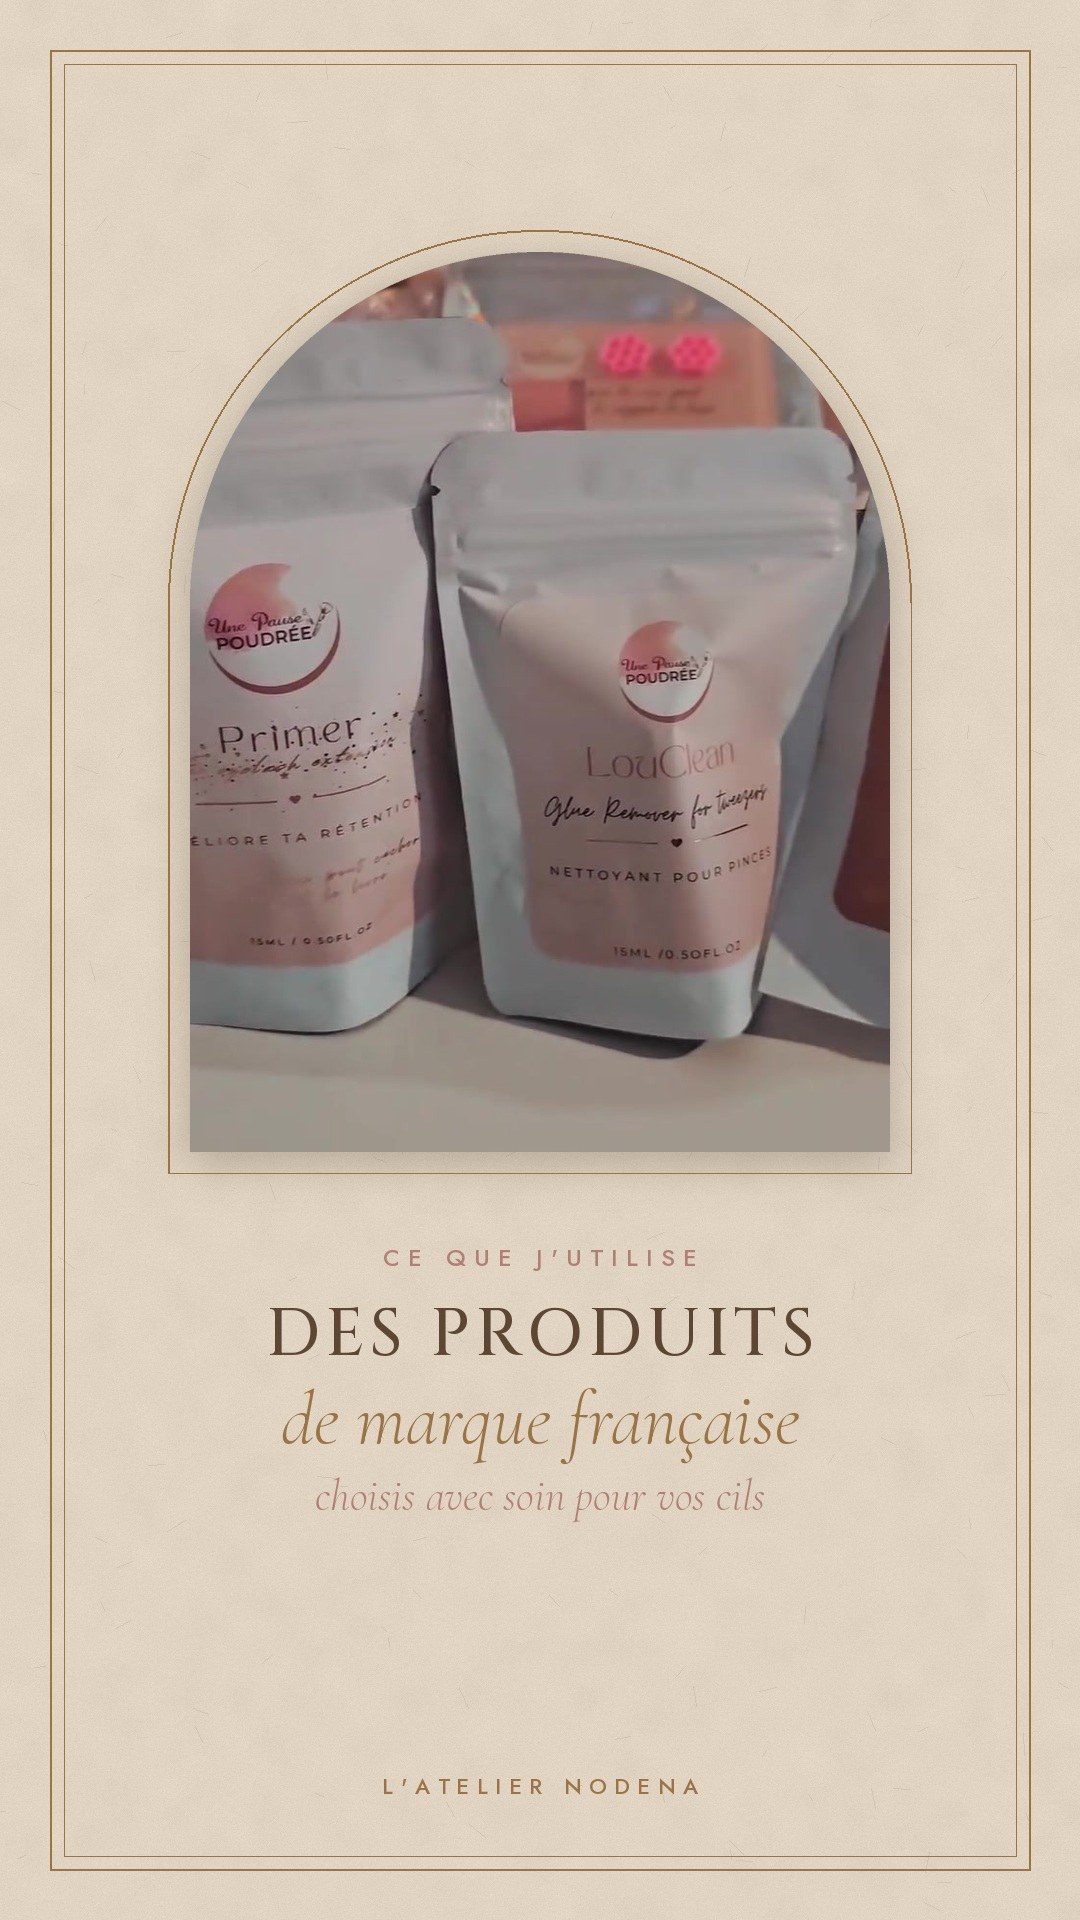 Une Pause
POUDRÉE
Primer
ÉLIORE TA RÉTENTION
15ML / 0.50FL.OZ
Une Pause
POUDRÉE
LouClean
Glue Remover for tweezers
NETTOYANT POUR PINCES
15ML /0.50FL.OZ
CE QUE J'UTILISE
DES PRODUITS
de marque française
choisis avec soin pour vos cils
L'ATELIER NODENA